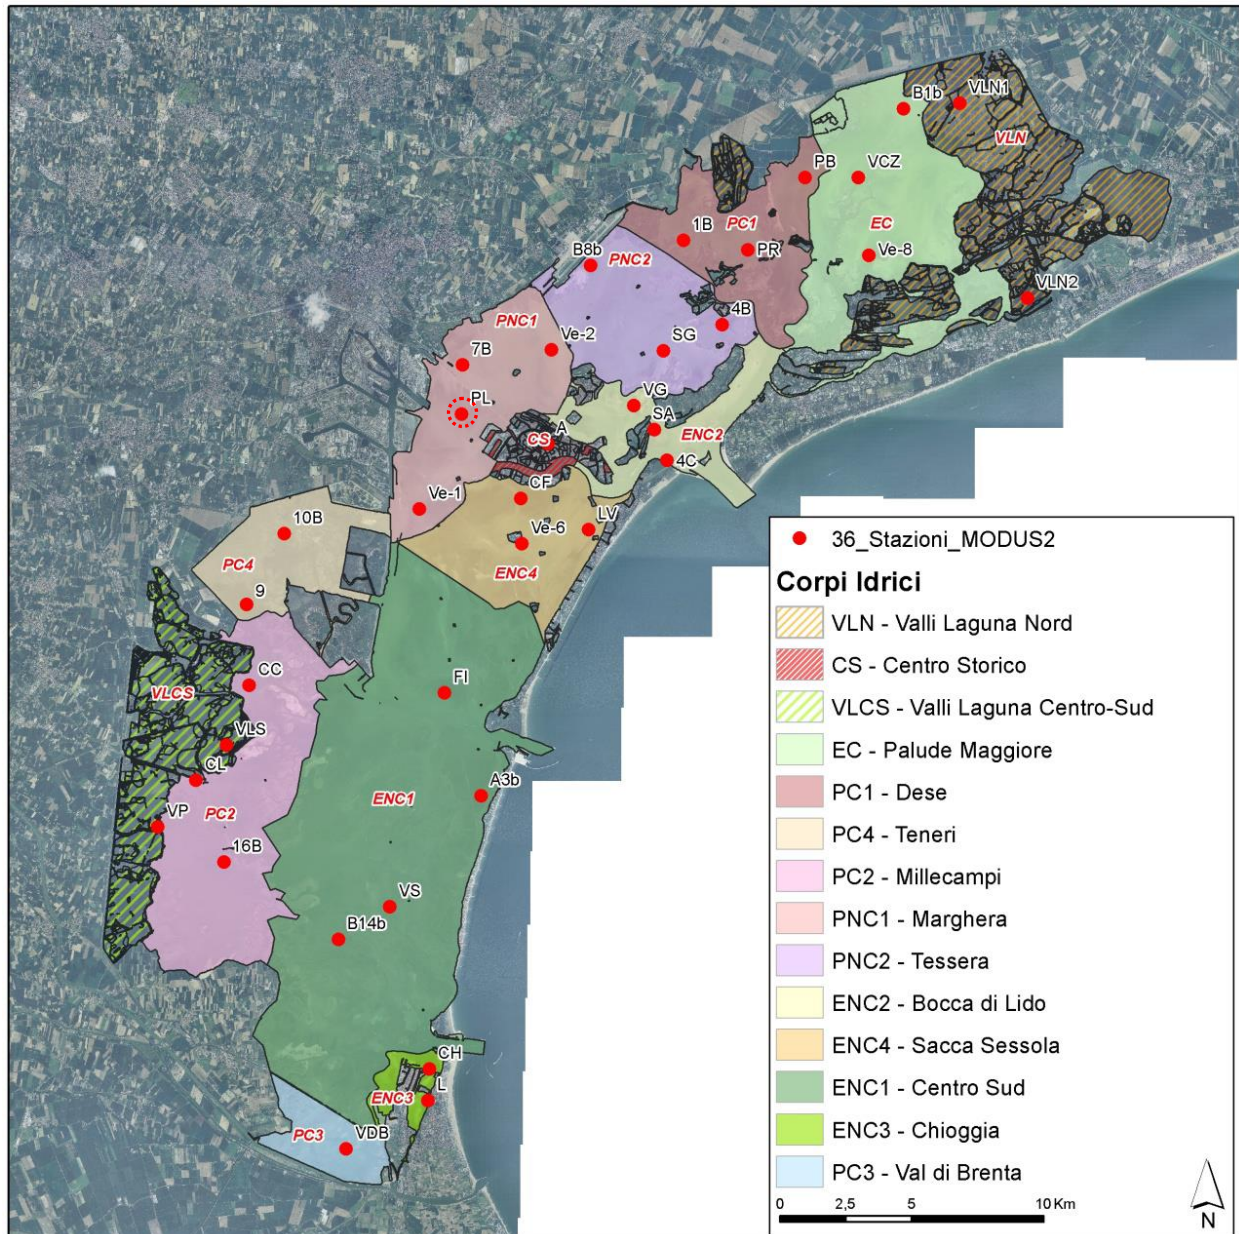 B1b
VLN1
VLN
PB
VCZ
1B
PC1
PR
EC
Ve-8
B8b
PNC2
VLN2
PNC1
4B
Ve-2
SG
7B
PL
VG
SA
A
CS
ENC2
4C
CF
Ve-1
LV
Ve-6
10B
PC4
ENC4
9
CC
FI
VLCS
VLS
CL
A3b
ENC1
VP
PC2
16B
VS
B14b
CH
L
ENC3
PC3
VDB
36_Stazioni_MODUS2
Corpi Idrici
VLN - Valli Laguna Nord
CS - Centro Storico
VLCS - Valli Laguna Centro-Sud
EC - Palude Maggiore
PC1 - Dese
PC4 - Teneri
PC2 - Millecampi
PNC1 - Marghera
PNC2 - Tessera
ENC2 - Bocca di Lido
ENC4 - Sacca Sessola
ENC1 - Centro Sud
ENC3 - Chioggia
PC3 - Val di Brenta
0 2,5 5 10 Km
N